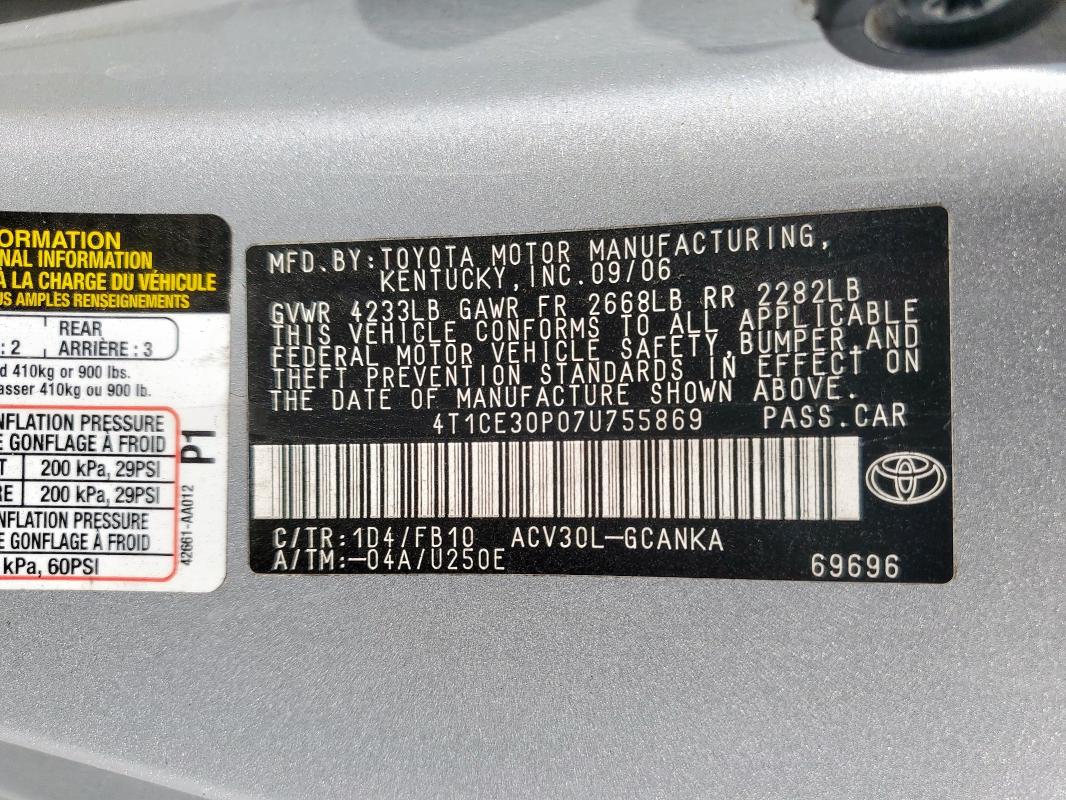 ORMATION
NAL INFORMATION
À LA CHARGE DU VÉHICULE
US AMPLES RENSEIGNEMENTS
: 2 REAR
ARRIÈRE : 3
d 410kg or 900 lbs.
asser 410kg ou 900 lb.
NFLATION PRESSURE
E GONFLAGE À FROID
T 200 kPa, 29PSI
RE 200 kPa, 29PSI
NFLATION PRESSURE
E GONFLAGE À FROID
kPa, 60PSI
P1
42661-AA012
MFD.BY:TOYOTA MOTOR MANUFACTURING,
KENTUCKY, INC.09/06
GVWR 4233LB GAWR FR 2668LB RR 2282LB
THIS VEHICLE CONFORMS TO ALL APPLICABLE
FEDERAL MOTOR VEHICLE SAFETY,BUMPER,AND
THEFT PREVENTION STANDARDS IN EFFECT ON
THE DATE OF MANUFACTURE SHOWN ABOVE.
4T1CE30P07U755869 PASS.CAR
C/TR:1D4/FB10 ACV30L-GCANKA
A/TM:-04A/U250E
69696